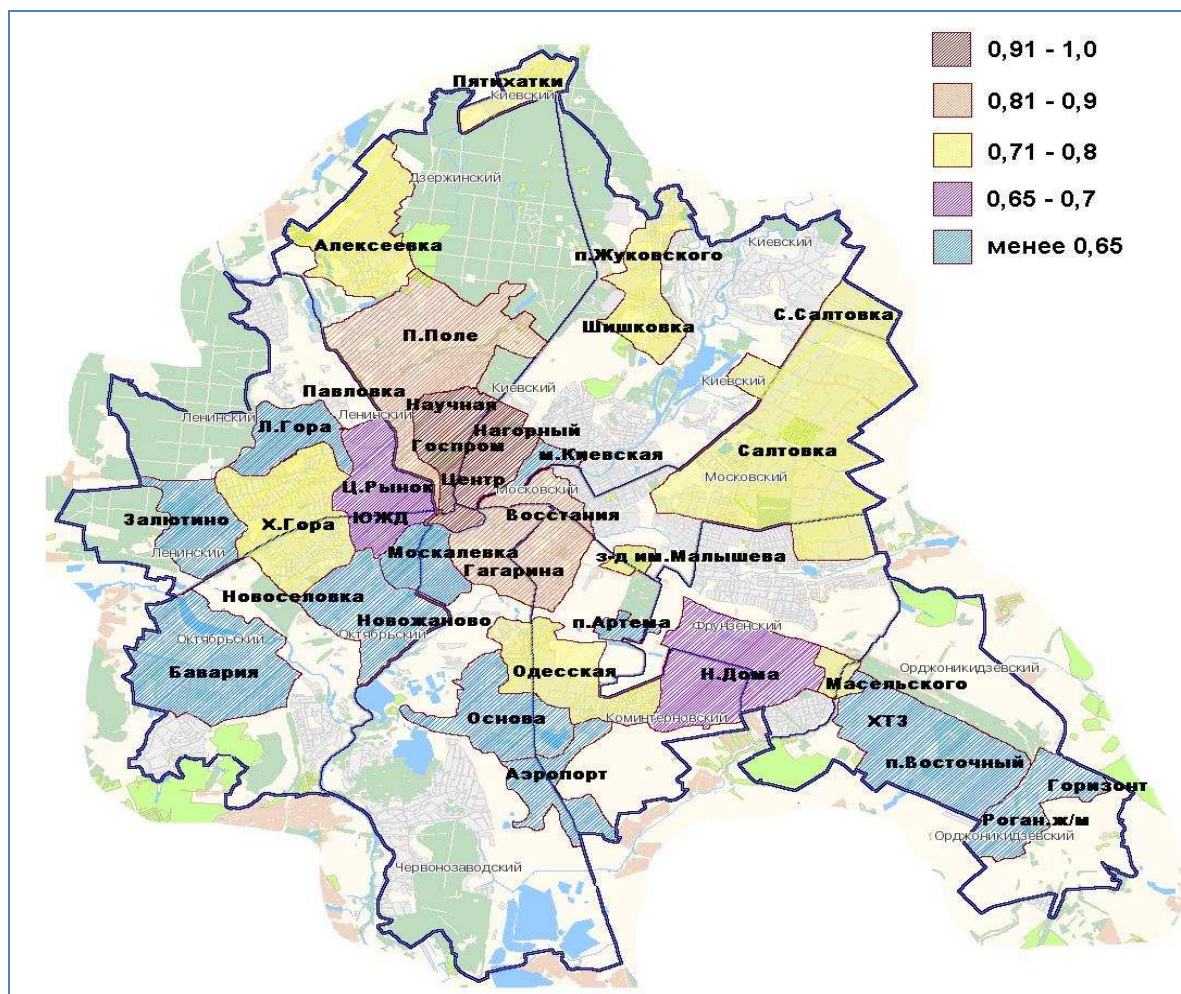 0,91 - 1,0
0,81 - 0,9
0,71 - 0,8
0,65 - 0,7
менее 0,65
Пятихатки
Киевский
Дзержинский
Алексеевка
п.Жуковского
Киевский
С.Салтовка
Шишковка
П.Поле
Киевский
Киевский
Павловка
Научная
Ленинский
Ленинский
Нагорный
Л.Гора
Госпром
м.Киевская
Салтовка
Московский
Центр
Ц.Рынок
Московский
Восстания
Залютино
Х.Гора
ЮЖД
Ленинский
Москалевка
Гагарина
з-д им.Малышева
Новоселовка
Новожаново
п.Артема
Фрунзенский
Октябрьский
Октябрьский
Бавария
Одесская
Н.Дома
Орджоникидзевский
Масельского
Основа
Коминтерновский
ХТЗ
п.Восточный
Аэропорт
Горизонт
Роган.ж/м
Орджоникидзевский
Червонозаводский